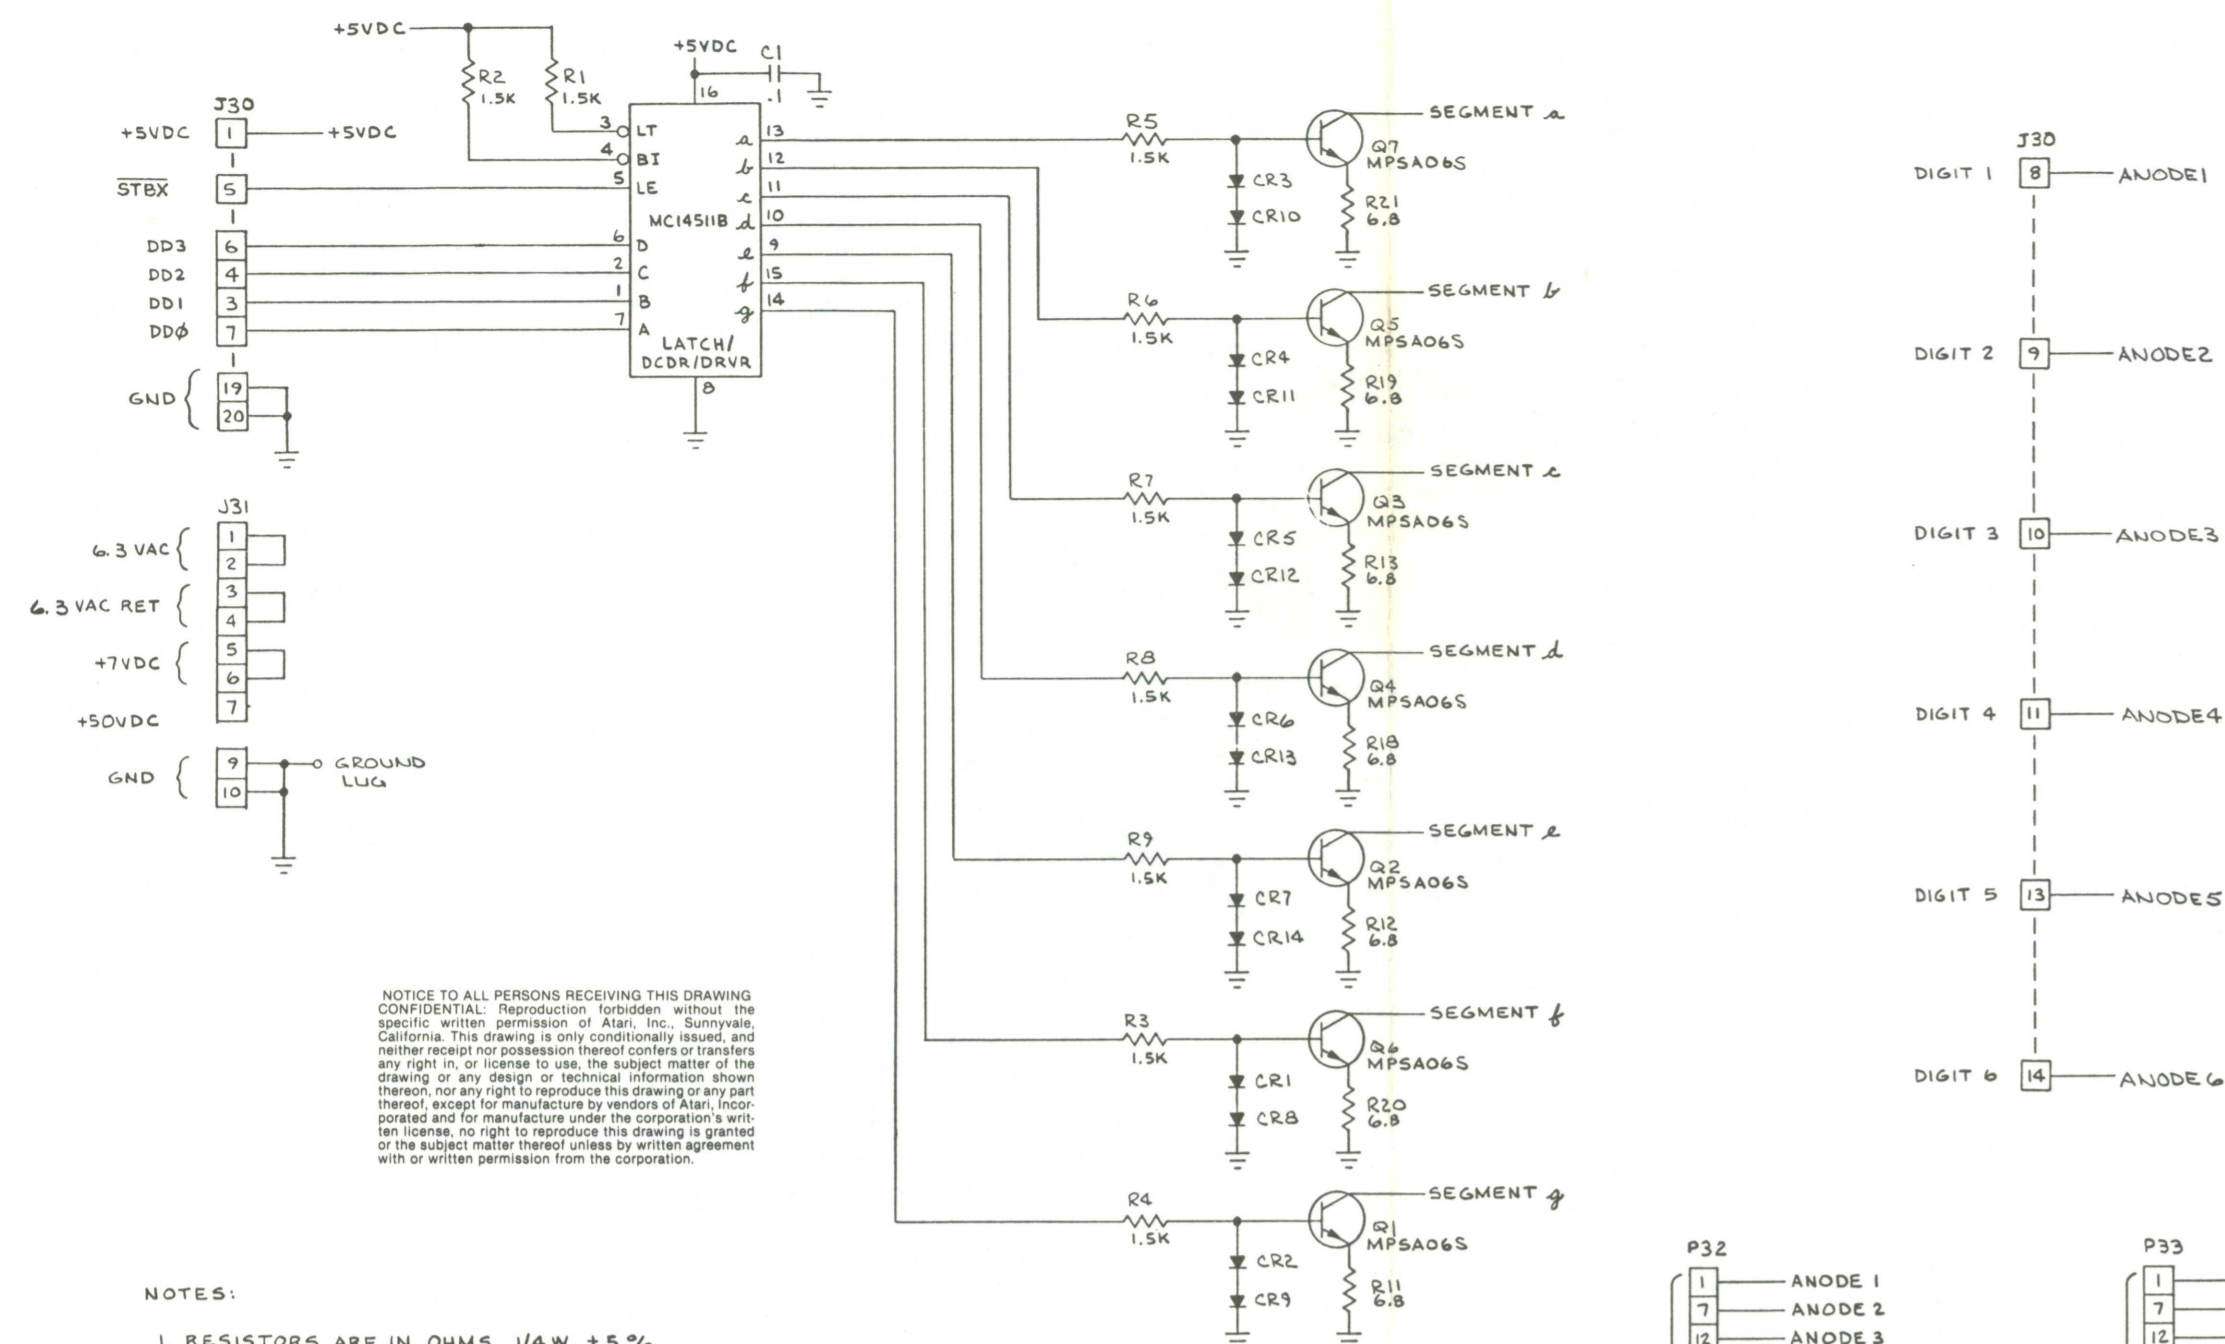 +5VDC
R2
1.5K
R1
1.5K
+5VDC
C1
.1
16
J30
+5VDC
1
+5VDC
STBX
5
DD3
6
DD2
4
DD1
3
DDφ
7
GND
19
20
3
LT
4
BI
5
LE
MC14511B
6
D
2
C
1
B
7
A
LATCH/
DCDR/DRVR
8
a
13
b
12
c
11
d
10
e
9
f
15
g
14
J31
6.3 VAC
1
2
6.3 VAC RET
3
4
+7VDC
5
6
+50VDC
7
GND
9
10
GROUND
LUG
R5
1.5K
CR3
CR10
Q7
MPSA06S
R21
6.8
SEGMENT a
R6
1.5K
CR4
CR11
Q5
MPSA06S
R19
6.8
SEGMENT b
R7
1.5K
CR5
CR12
Q3
MPSA06S
R13
6.8
SEGMENT c
R8
1.5K
CR6
CR13
Q4
MPSA06S
R18
6.8
SEGMENT d
R9
1.5K
CR7
CR14
Q2
MPSA06S
R12
6.8
SEGMENT e
R3
1.5K
CR1
CR8
Q6
MPSA06S
R20
6.8
SEGMENT f
R4
1.5K
CR2
CR9
Q1
MPSA06S
R11
6.8
SEGMENT g
J30
DIGIT 1
8
ANODE1
DIGIT 2
9
ANODE2
DIGIT 3
10
ANODE3
DIGIT 4
11
ANODE4
DIGIT 5
13
ANODE5
DIGIT 6
14
ANODE6
NOTICE TO ALL PERSONS RECEIVING THIS DRAWING
CONFIDENTIAL: Reproduction forbidden without the
specific written permission of Atari, Inc., Sunnyvale,
California. This drawing is only conditionally issued, and
neither receipt nor possession thereof confers or transfers
any right in, or license to use, the subject matter of the
drawing or any design or technical information shown
thereon, nor any right to reproduce this drawing or any part
thereof, except for manufacture by vendors of Atari, Incor-
porated and for manufacture under the corporation's writ-
ten license, no right to reproduce this drawing is granted
or the subject matter thereof unless by written agreement
with or written permission from the corporation.
NOTES:
1. RESISTORS ARE IN OHMS, 1/4W, ±5%
P32
1
ANODE 1
7
ANODE 2
12
ANODE 3
P33
1
7
12